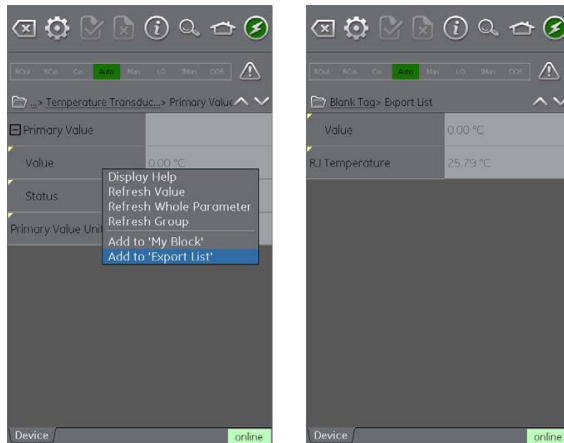 ROut RCas Cas Auto Man LO IMan OOS
...> Temperature Transduc...> Primary Value
Primary Value
Value 0.00 °C
Status
Primary Value Uni
Display Help
Refresh Value
Refresh Whole Parameter
Refresh Group
Add to 'My Block'
Add to 'Export List'
Device online
ROut RCas Cas Auto Man LO IMan OOS
Blank Tag> Export List
Value 0.00 °C
RJ Temperature 25.79 °C
Device online